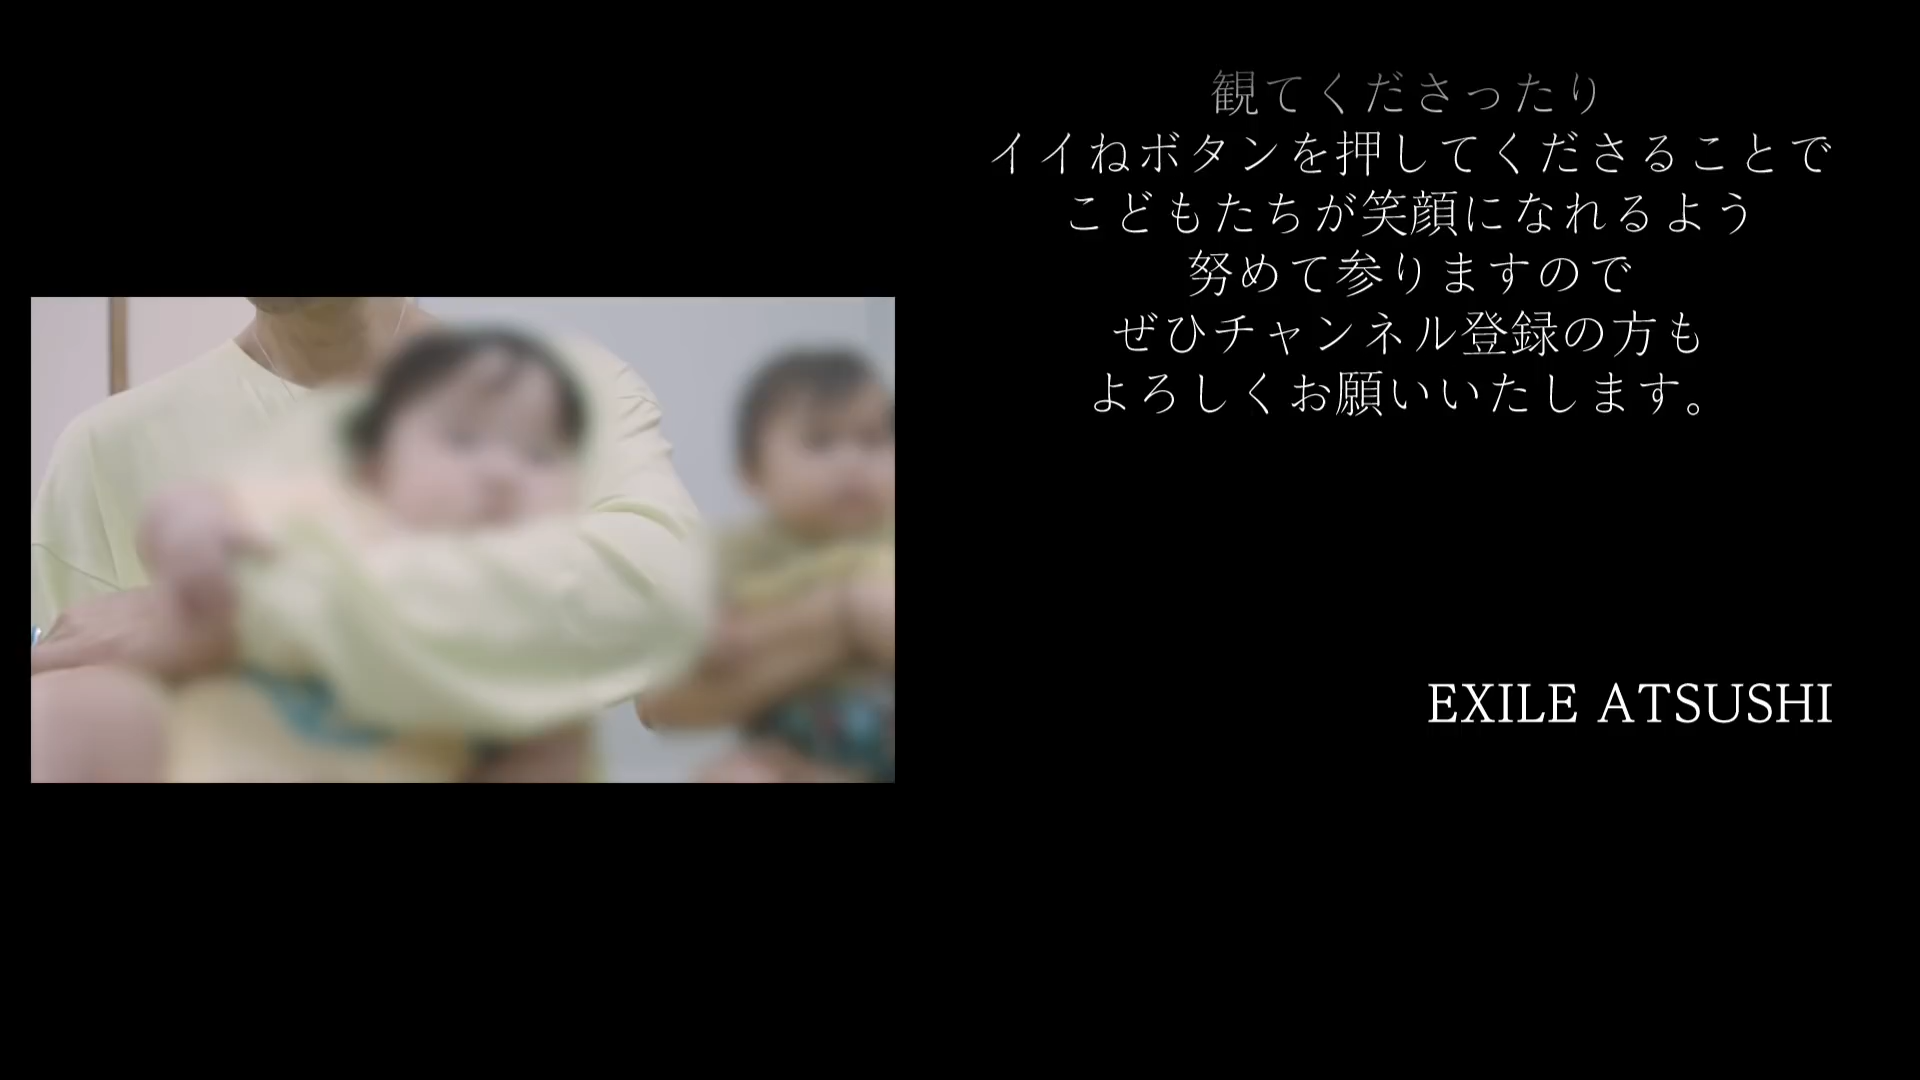 観てくださったり
イイねボタンを押してくださることで
こどもたちが笑顔になれるよう
努めて参りますので
ぜひチャンネル登録の方も
よろしくお願いいたします。
EXILE ATSUSHI